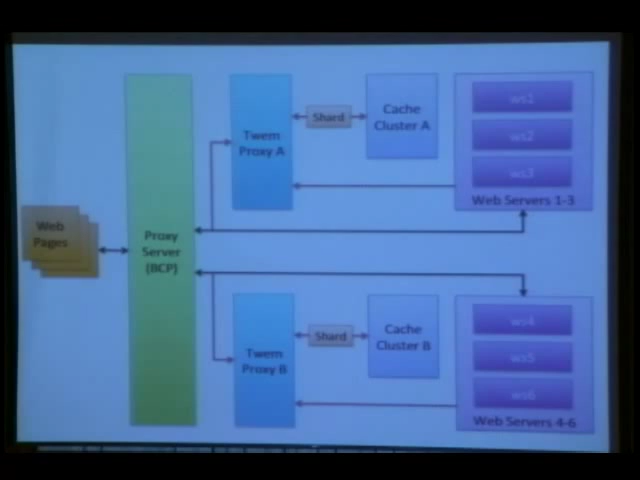 Web
Pages
Proxy
Server
(BCP)
Twem
Proxy A
Shard
Cache
Cluster A
ws1
ws2
ws3
Web Servers 1-3
Twem
Proxy B
Shard
Cache
Cluster B
ws4
ws5
ws6
Web Servers 4-6